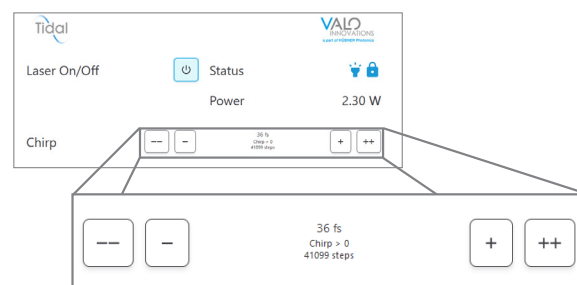 Tidal
VALO
INNOVATIONS
a part of HÜBNER Photonics
Laser On/Off
Status
Power
2.30 W
Chirp
-- - 36 fs + ++
Chirp > 0
41099 steps
-- - 36 fs + ++
Chirp > 0
41099 steps